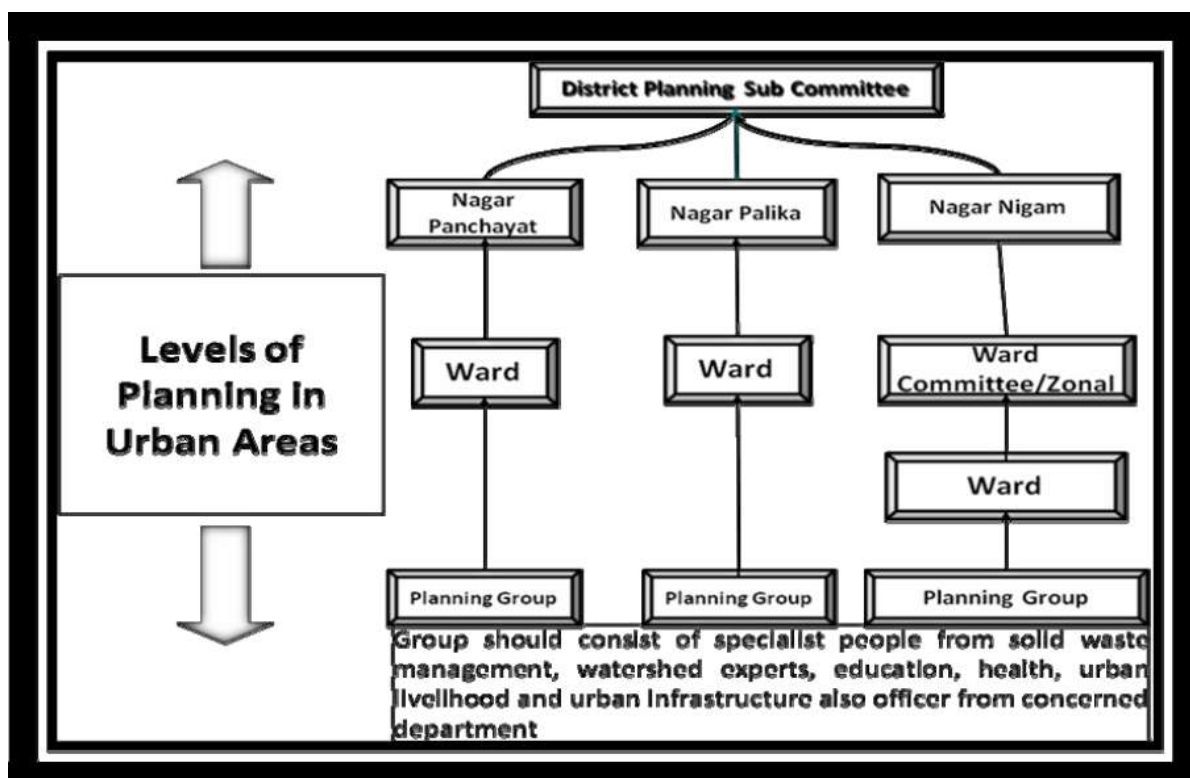 District Planning Sub Committee
Nagar
Panchayat
Nagar Palika
Nagar Nigam
Levels of
Planning in
Urban Areas
Ward
Ward
Ward
Committee/Zonal
Ward
Planning Group
Planning Group
Planning Group
Group should consist of specialist people from solid waste
management, watershed experts, education, health, urban
livelihood and urban infrastructure also officer from concerned
department